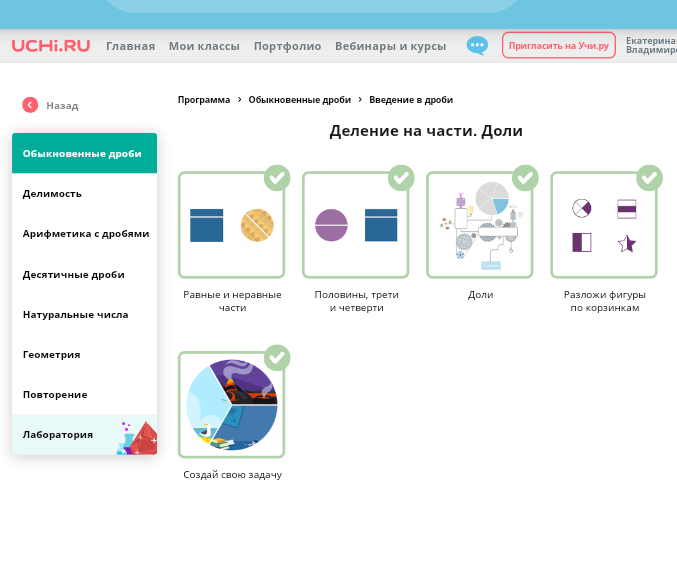 UCHi.RU
Главная
Мои классы
Портфолио
Вебинары и курсы
Пригласить на Учи.ру
Екатерина
Владимиро
Назад
Программа > Обыкновенные дроби > Введение в дроби
Деление на части. Доли
Обыкновенные дроби
Делимость
Арифметика с дробями
Десятичные дроби
Натуральные числа
Геометрия
Повторение
Лаборатория
Равные и неравные
части
Половины, трети
и четверти
Доли
Разложи фигуры
по корзинкам
Создай свою задачу